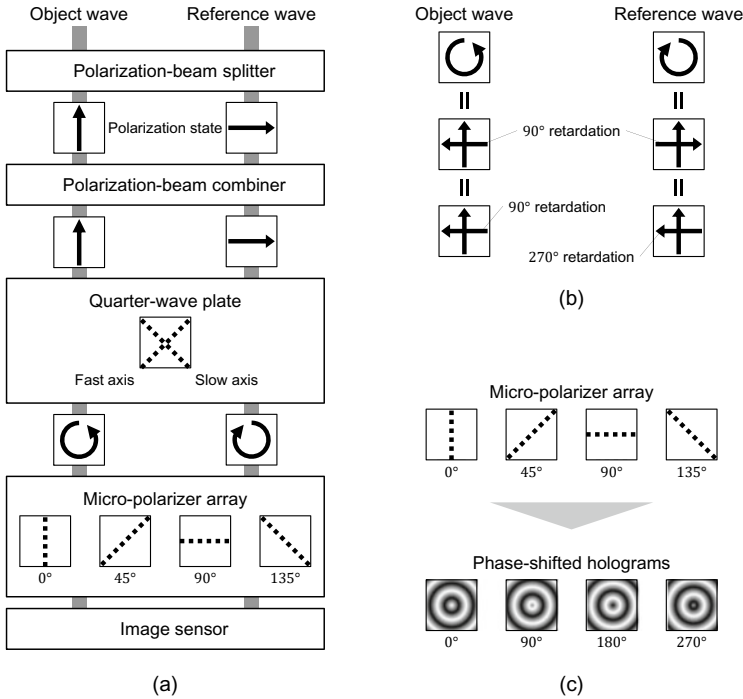 Object wave
Reference wave
Polarization-beam splitter
Polarization state
Polarization-beam combiner
Quarter-wave plate
Fast axis
Slow axis
Micro-polarizer array
0°
45°
90°
135°
Image sensor
(a)
Object wave
Reference wave
90° retardation
90° retardation
270° retardation
(b)
Micro-polarizer array
0°
45°
90°
135°
Phase-shifted holograms
0°
90°
180°
270°
(c)